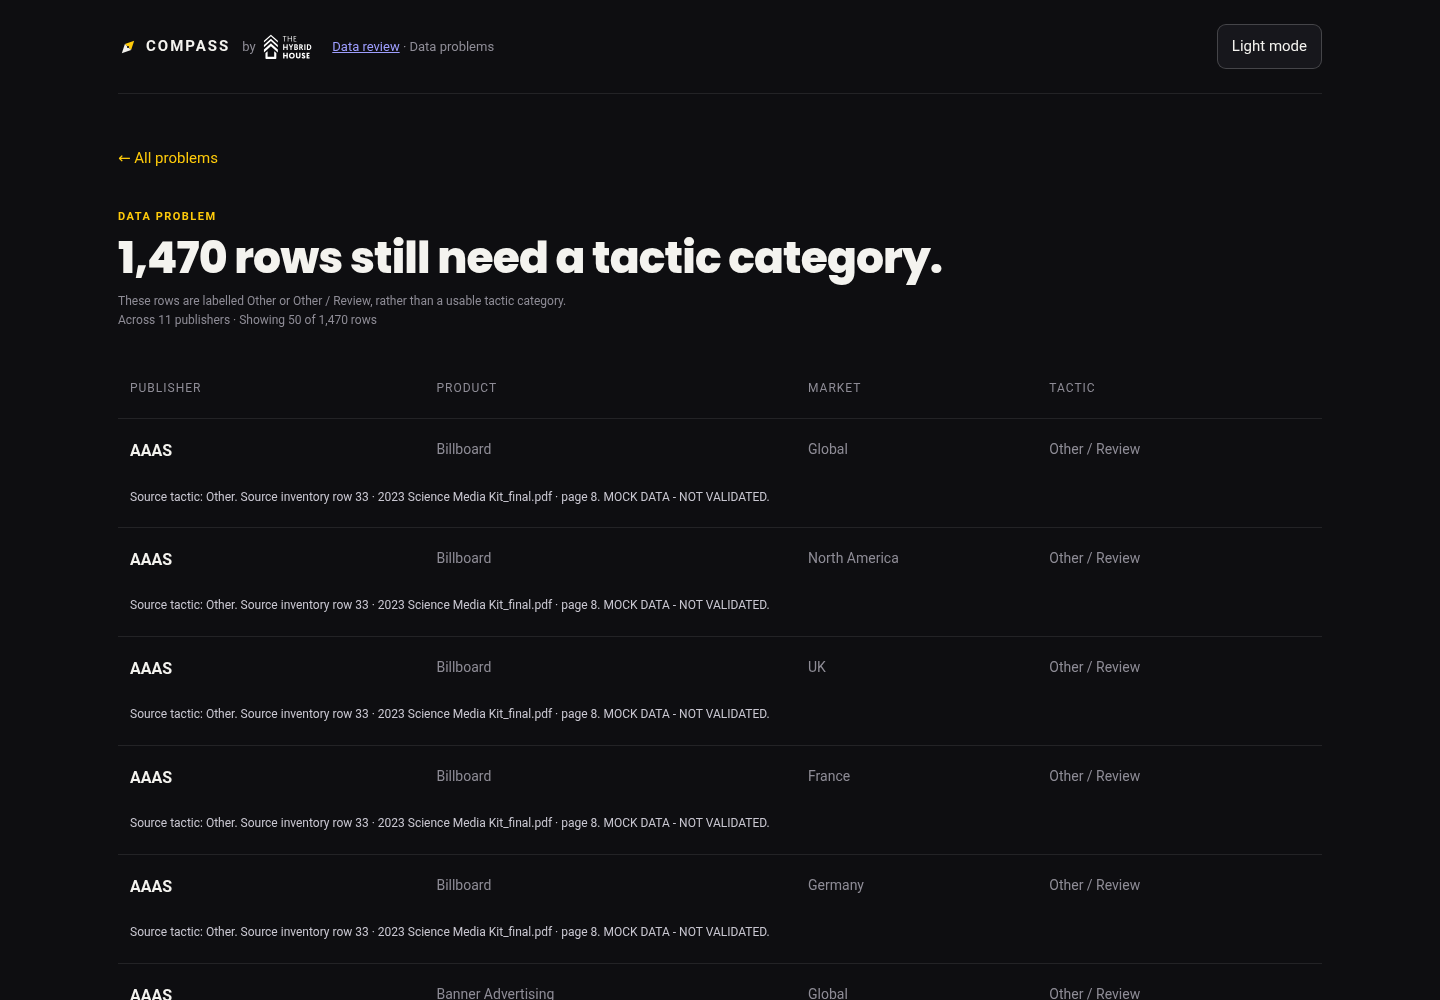 COMPASS by THE HYBRID HOUSE Data review · Data problems Light mode
← All problems
DATA PROBLEM
1,470 rows still need a tactic category.
These rows are labelled Other or Other / Review, rather than a usable tactic category.
Across 11 publishers · Showing 50 of 1,470 rows
PUBLISHER PRODUCT MARKET TACTIC
AAAS Billboard Global Other / Review
Source tactic: Other. Source inventory row 33 · 2023 Science Media Kit_final.pdf · page 8. MOCK DATA - NOT VALIDATED.
AAAS Billboard North America Other / Review
Source tactic: Other. Source inventory row 33 · 2023 Science Media Kit_final.pdf · page 8. MOCK DATA - NOT VALIDATED.
AAAS Billboard UK Other / Review
Source tactic: Other. Source inventory row 33 · 2023 Science Media Kit_final.pdf · page 8. MOCK DATA - NOT VALIDATED.
AAAS Billboard France Other / Review
Source tactic: Other. Source inventory row 33 · 2023 Science Media Kit_final.pdf · page 8. MOCK DATA - NOT VALIDATED.
AAAS Billboard Germany Other / Review
Source tactic: Other. Source inventory row 33 · 2023 Science Media Kit_final.pdf · page 8. MOCK DATA - NOT VALIDATED.
AAAS Banner Advertising Global Other / Review